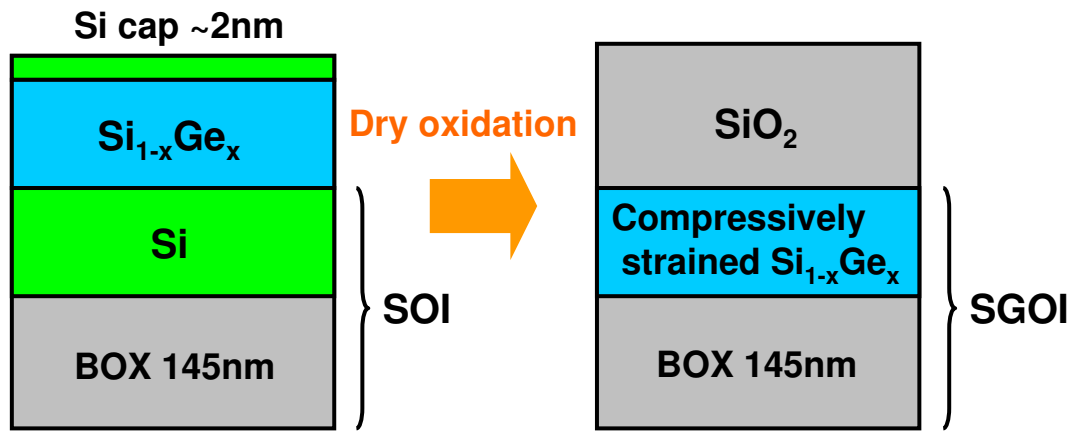 Si cap ~2nm
Si₁₋ₓGeₓ
Si
BOX 145nm
SOI
Dry oxidation
SiO₂
Compressively
strained Si₁₋ₓGeₓ
BOX 145nm
SGOI